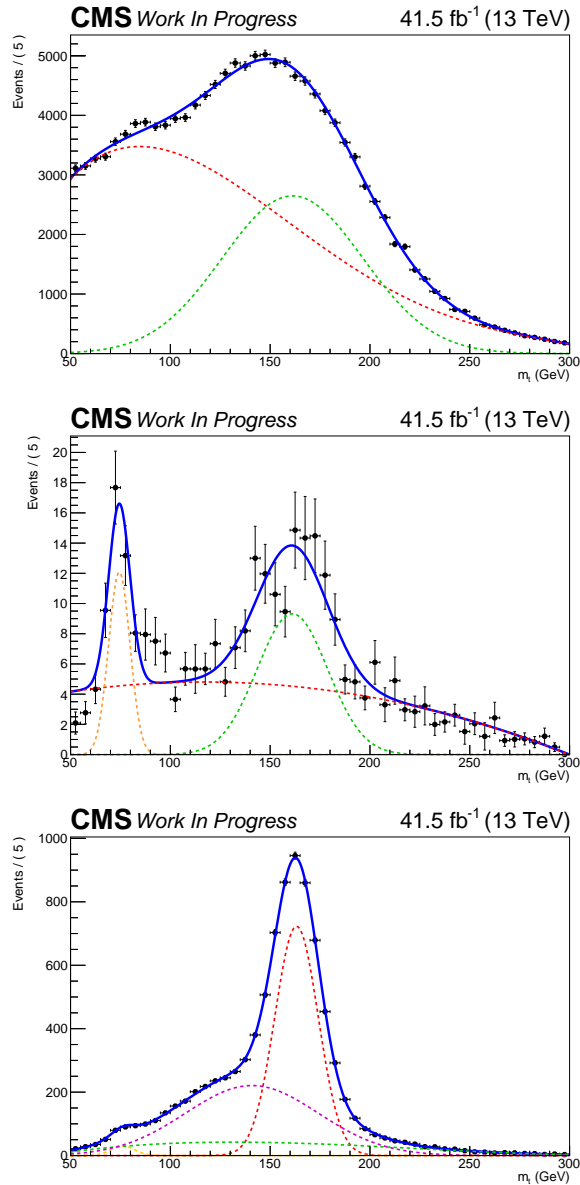 CMS Work In Progress 41.5 fb⁻¹ (13 TeV)
Events / ( 5 )
5000
4000
3000
2000
1000
0
50 100 150 200 250 300
mₜ (GeV)
CMS Work In Progress 41.5 fb⁻¹ (13 TeV)
Events / ( 5 )
20
18
16
14
12
10
8
6
4
2
0
50 100 150 200 250 300
mₜ (GeV)
CMS Work In Progress 41.5 fb⁻¹ (13 TeV)
Events / ( 5 )
1000
800
600
400
200
0
50 100 150 200 250 300
mₜ (GeV)